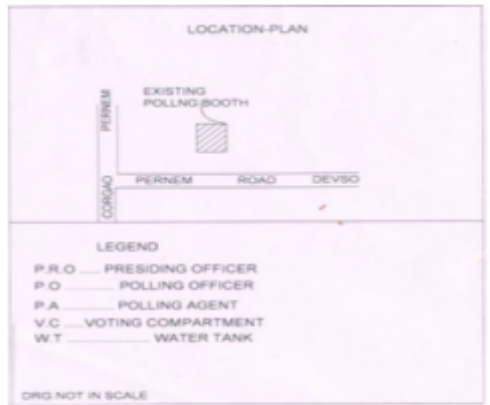 LOCATION-PLAN
EXISTING
POLLNG BOOTH
PERNEM
CORGAO
PERNEM ROAD DEVSO
LEGEND
P.R.O ..... PRESIDING OFFICER
P.O .............. POLLING OFFICER
P.A .............. POLLING AGENT
V.C .....VOTING COMPARTMENT
W.T ....................... WATER TANK
DRG.NOT IN SCALE